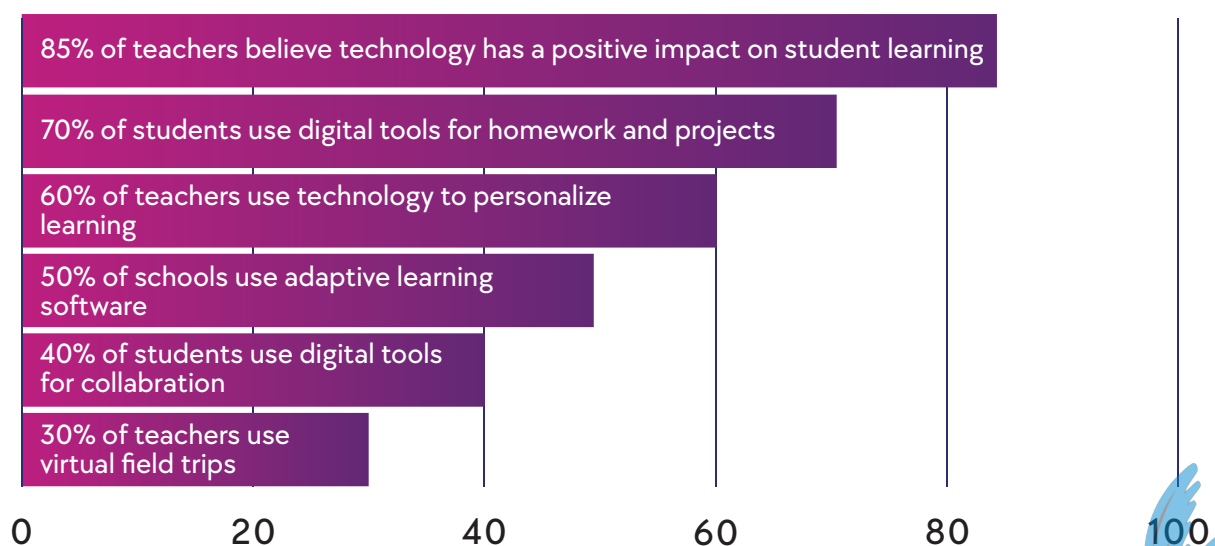 85% of teachers believe technology has a positive impact on student learning
70% of students use digital tools for homework and projects
60% of teachers use technology to personalize
learning
50% of schools use adaptive learning
software
40% of students use digital tools
for collabration
30% of teachers use
virtual field trips
0 20 40 60 80 100